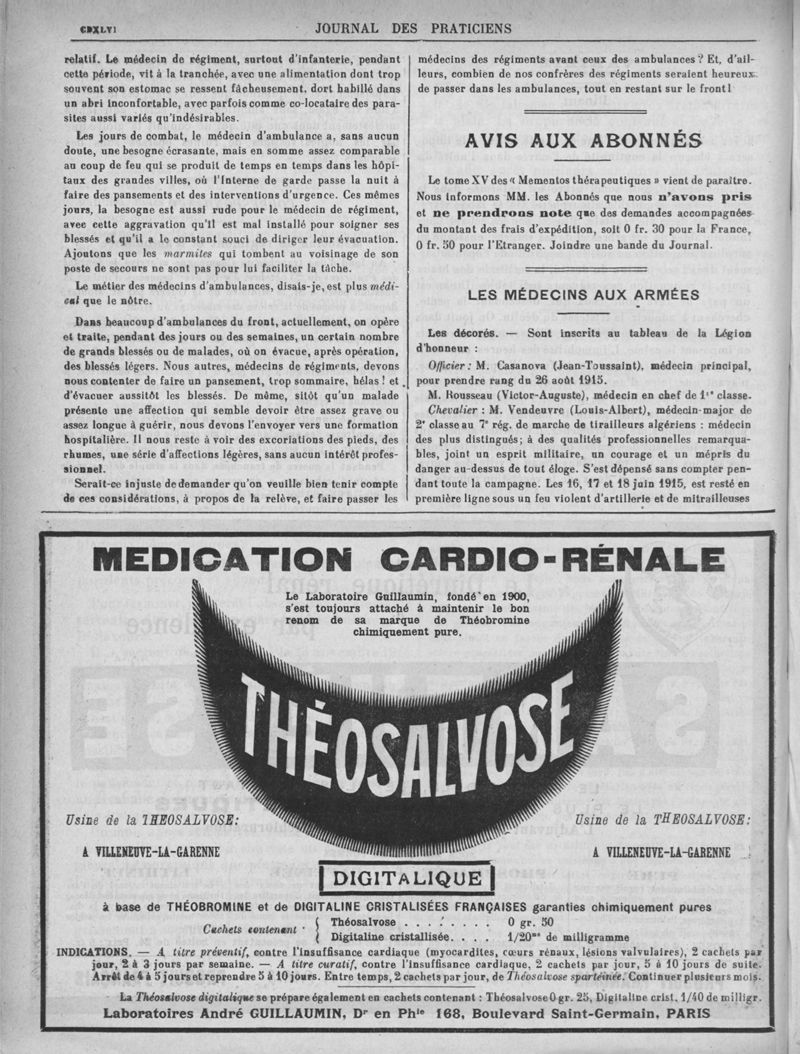 CDXLVI
JOURNAL DES PRATICIENS
relatif. Le médecin de régiment, surtout d'infanterie, pendant
cette période, vit à la tranchée, avec une alimentation dont trop
souvent son estomac se ressent fâcheusement, dort habillé dans
un abri inconfortable, avec parfois comme co-locataire des para-
sites aussi variés qu'indésirables.
Les jours de combat, le médecin d'ambulance a, sans aucun
doute, une besogne écrasante, mais en somme assez comparable
au coup de feu qui se produit de temps en temps dans les hôpi-
taux des grandes villes, où l'interne de garde passe la nuit à
faire des pansements et des interventions d'urgence. Ces mêmes
jours, la besogne est aussi rude pour le médecin de régiment,
avec cette aggravation qu'il est mal installé pour soigner ses
blessés et qu'il a le constant souci de diriger leur évacuation.
Ajoutons que les marmites qui tombent au voisinage de son
poste de secours ne sont pas pour lui faciliter la tâche.
Le métier des médecins d'ambulances, disais-je, est plus médi-
cal que le nôtre.
Dans beaucoup d'ambulances du front, actuellement, on opère
et traite, pendant des jours ou des semaines, un certain nombre
de grands blessés ou de malades, où on évacue, après opération,
des blessés légers. Nous autres, médecins de régiments, devons
nous contenter de faire un pansement, trop sommaire, hélas ! et
d'évacuer aussitôt les blessés. De même, sitôt qu'un malade
présente une affection qui semble devoir être assez grave ou
assez longue à guérir, nous devons l'envoyer vers une formation
hospitalière. Il nous reste à voir des excoriations des pieds, des
rhumes, une série d'affections légères, sans aucun intérêt profes-
sionnel.
Serait-ce injuste de demander qu'on veuille bien tenir compte
de ces considérations, à propos de la relève, et faire passer les
médecins des régiments avant ceux des ambulances ? Et, d'ail-
leurs, combien de nos confrères des régiments seraient heureux
de passer dans les ambulances, tout en restant sur le front !
AVIS AUX ABONNÉS
Le tome XV des « Mementos thérapeutiques » vient de paraître.
Nous informons MM. les Abonnés que nous n'avons pris
et ne prendrons note que des demandes accompagnées
du montant des frais d'expédition, soit 0 fr. 30 pour la France,
0 fr. 50 pour l'Etranger. Joindre une bande du Journal.
LES MÉDECINS AUX ARMÉES
Les décorés. — Sont inscrits au tableau de la Légion
d'honneur :
Officier : M. Casanova (Jean-Toussaint), médecin principal,
pour prendre rang du 26 août 1915.
M. Rousseau (Victor-Auguste), médecin en chef de 1re classe.
Chevalier : M. Vendeuvre (Louis-Albert), médecin-major de
2e classe au 7e rég. de marche de tirailleurs algériens : médecin
des plus distingués ; à des qualités professionnelles remarqua-
bles, joint un esprit militaire, un courage et un mépris du
danger au-dessus de tout éloge. S'est dépensé sans compter pen-
dant toute la campagne. Les 16, 17 et 18 juin 1915, est resté en
première ligne sous un feu violent d'artillerie et de mitrailleuses
MEDICATION CARDIO-RÉNALE
Le Laboratoire Guillaumin, fondé en 1900,
s'est toujours attaché à maintenir le bon
renom de sa marque de Théobromine
chimiquement pure.
THÉOSALVOSE
Usine de la THEOSALVOSE:
A VILLENEUVE-LA-GARENNE
Usine de la THEOSALVOSE:
A VILLENEUVE-LA-GARENNE
DIGITALIQUE
à base de THÉOBROMINE et de DIGITALINE CRISTALISÉES FRANÇAISES garanties chimiquement pures
Cachets contenant { Théosalvose . . . . . . . . 0 gr. 50
Digitaline cristallisée. . . . 1/20me de milligramme
INDICATIONS. — A titre préventif, contre l'insuffisance cardiaque (myocardites, cœurs rénaux, lésions valvulaires), 2 cachets par
jour, 2 à 3 jours par semaine. — A titre curatif, contre l'insuffisance cardiaque, 2 cachets par jour, 5 à 10 jours de suite.
Arrêt de 4 à 5 jours et reprendre 5 à 10 jours. Entre temps, 2 cachets par jour, de Théosalvose spartéinée. Continuer plusieurs mois.
La Théosalvose digitalique se prépare également en cachets contenant : Théosalvose 0 gr. 25, Digitaline crist. 1/40 de milligr.
Laboratoires André GUILLAUMIN, Dr en Phie 168, Boulevard Saint-Germain, PARIS